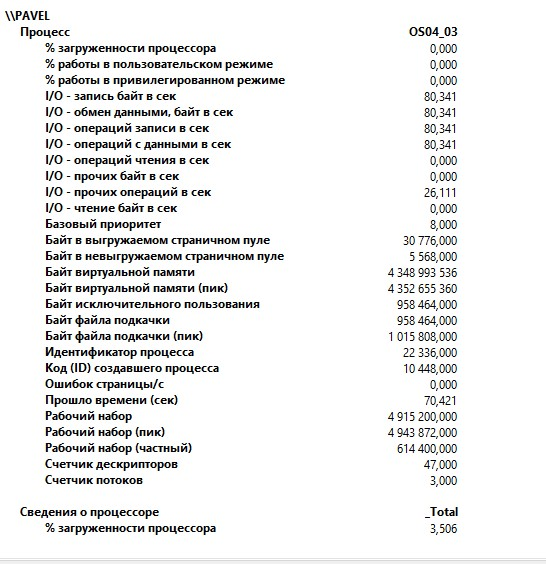 \\PAVEL
Процесс OS04_03
% загруженности процессора 0,000
% работы в пользовательском режиме 0,000
% работы в привилегированном режиме 0,000
I/O - запись байт в сек 80,341
I/O - обмен данными, байт в сек 80,341
I/O - операций записи в сек 80,341
I/O - операций с данными в сек 80,341
I/O - операций чтения в сек 0,000
I/O - прочих байт в сек 0,000
I/O - прочих операций в сек 26,111
I/O - чтение байт в сек 0,000
Базовый приоритет 8,000
Байт в выгружаемом страничном пуле 30 776,000
Байт в невыгружаемом страничном пуле 5 568,000
Байт виртуальной памяти 4 348 993 536
Байт виртуальной памяти (пик) 4 352 655 360
Байт исключительного пользования 958 464,000
Байт файла подкачки 958 464,000
Байт файла подкачки (пик) 1 015 808,000
Идентификатор процесса 22 336,000
Код (ID) создавшего процесса 10 448,000
Ошибок страницы/с 0,000
Прошло времени (сек) 70,421
Рабочий набор 4 915 200,000
Рабочий набор (пик) 4 943 872,000
Рабочий набор (частный) 614 400,000
Счетчик дескрипторов 47,000
Счетчик потоков 3,000
Сведения о процессоре _Total
% загруженности процессора 3,506